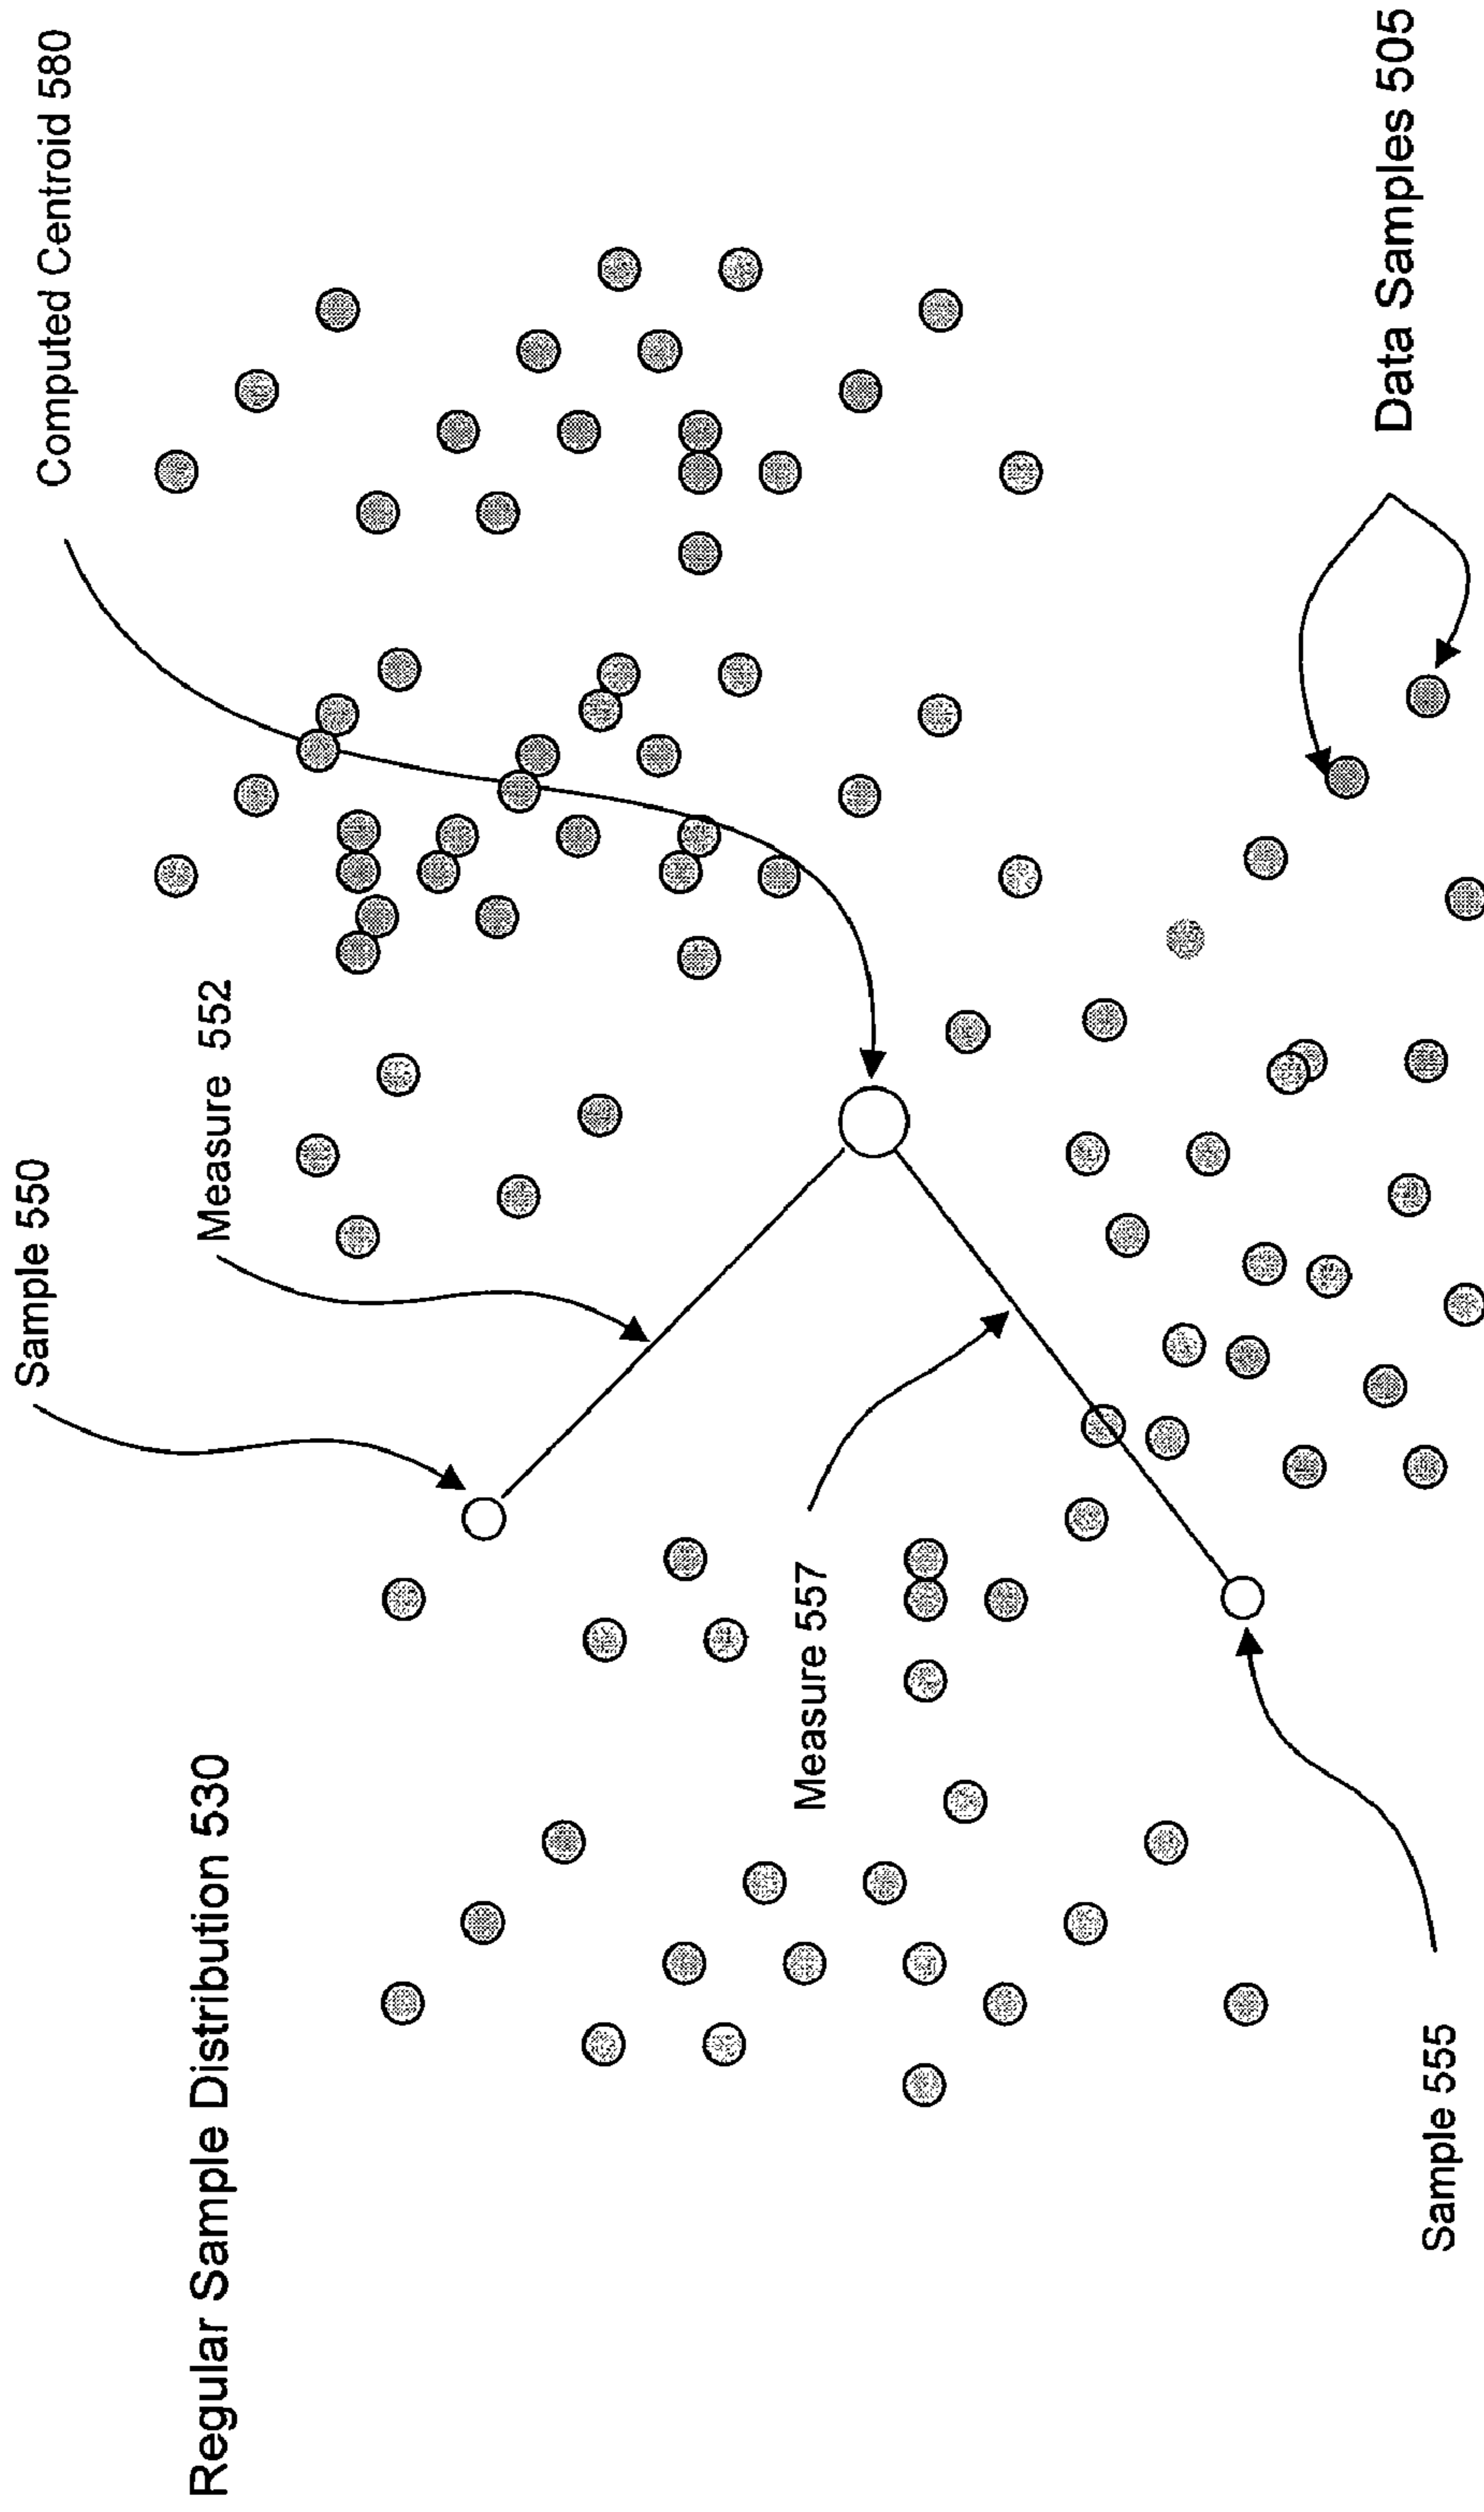 Regular Sample Distribution 530
Sample 550
Measure 552
Computed Centroid 580
Measure 557
Sample 555
Data Samples 505